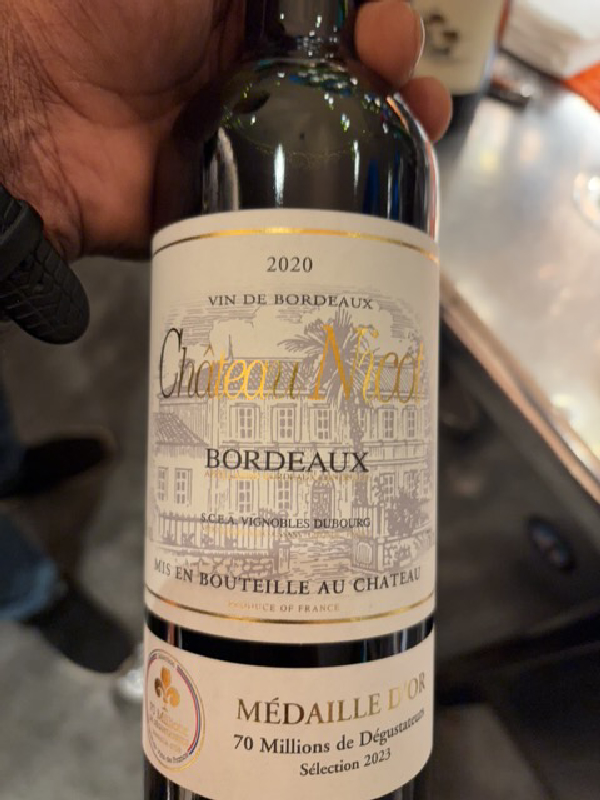 2020
VIN DE BORDEAUX
Château Nicot
BORDEAUX
S.C.E.A. VIGNOBLES DUBOURG
MIS EN BOUTEILLE AU CHATEAU
PRODUCE OF FRANCE
MÉDAILLE D'OR
70 Millions de Dégustateurs
Sélection 2023